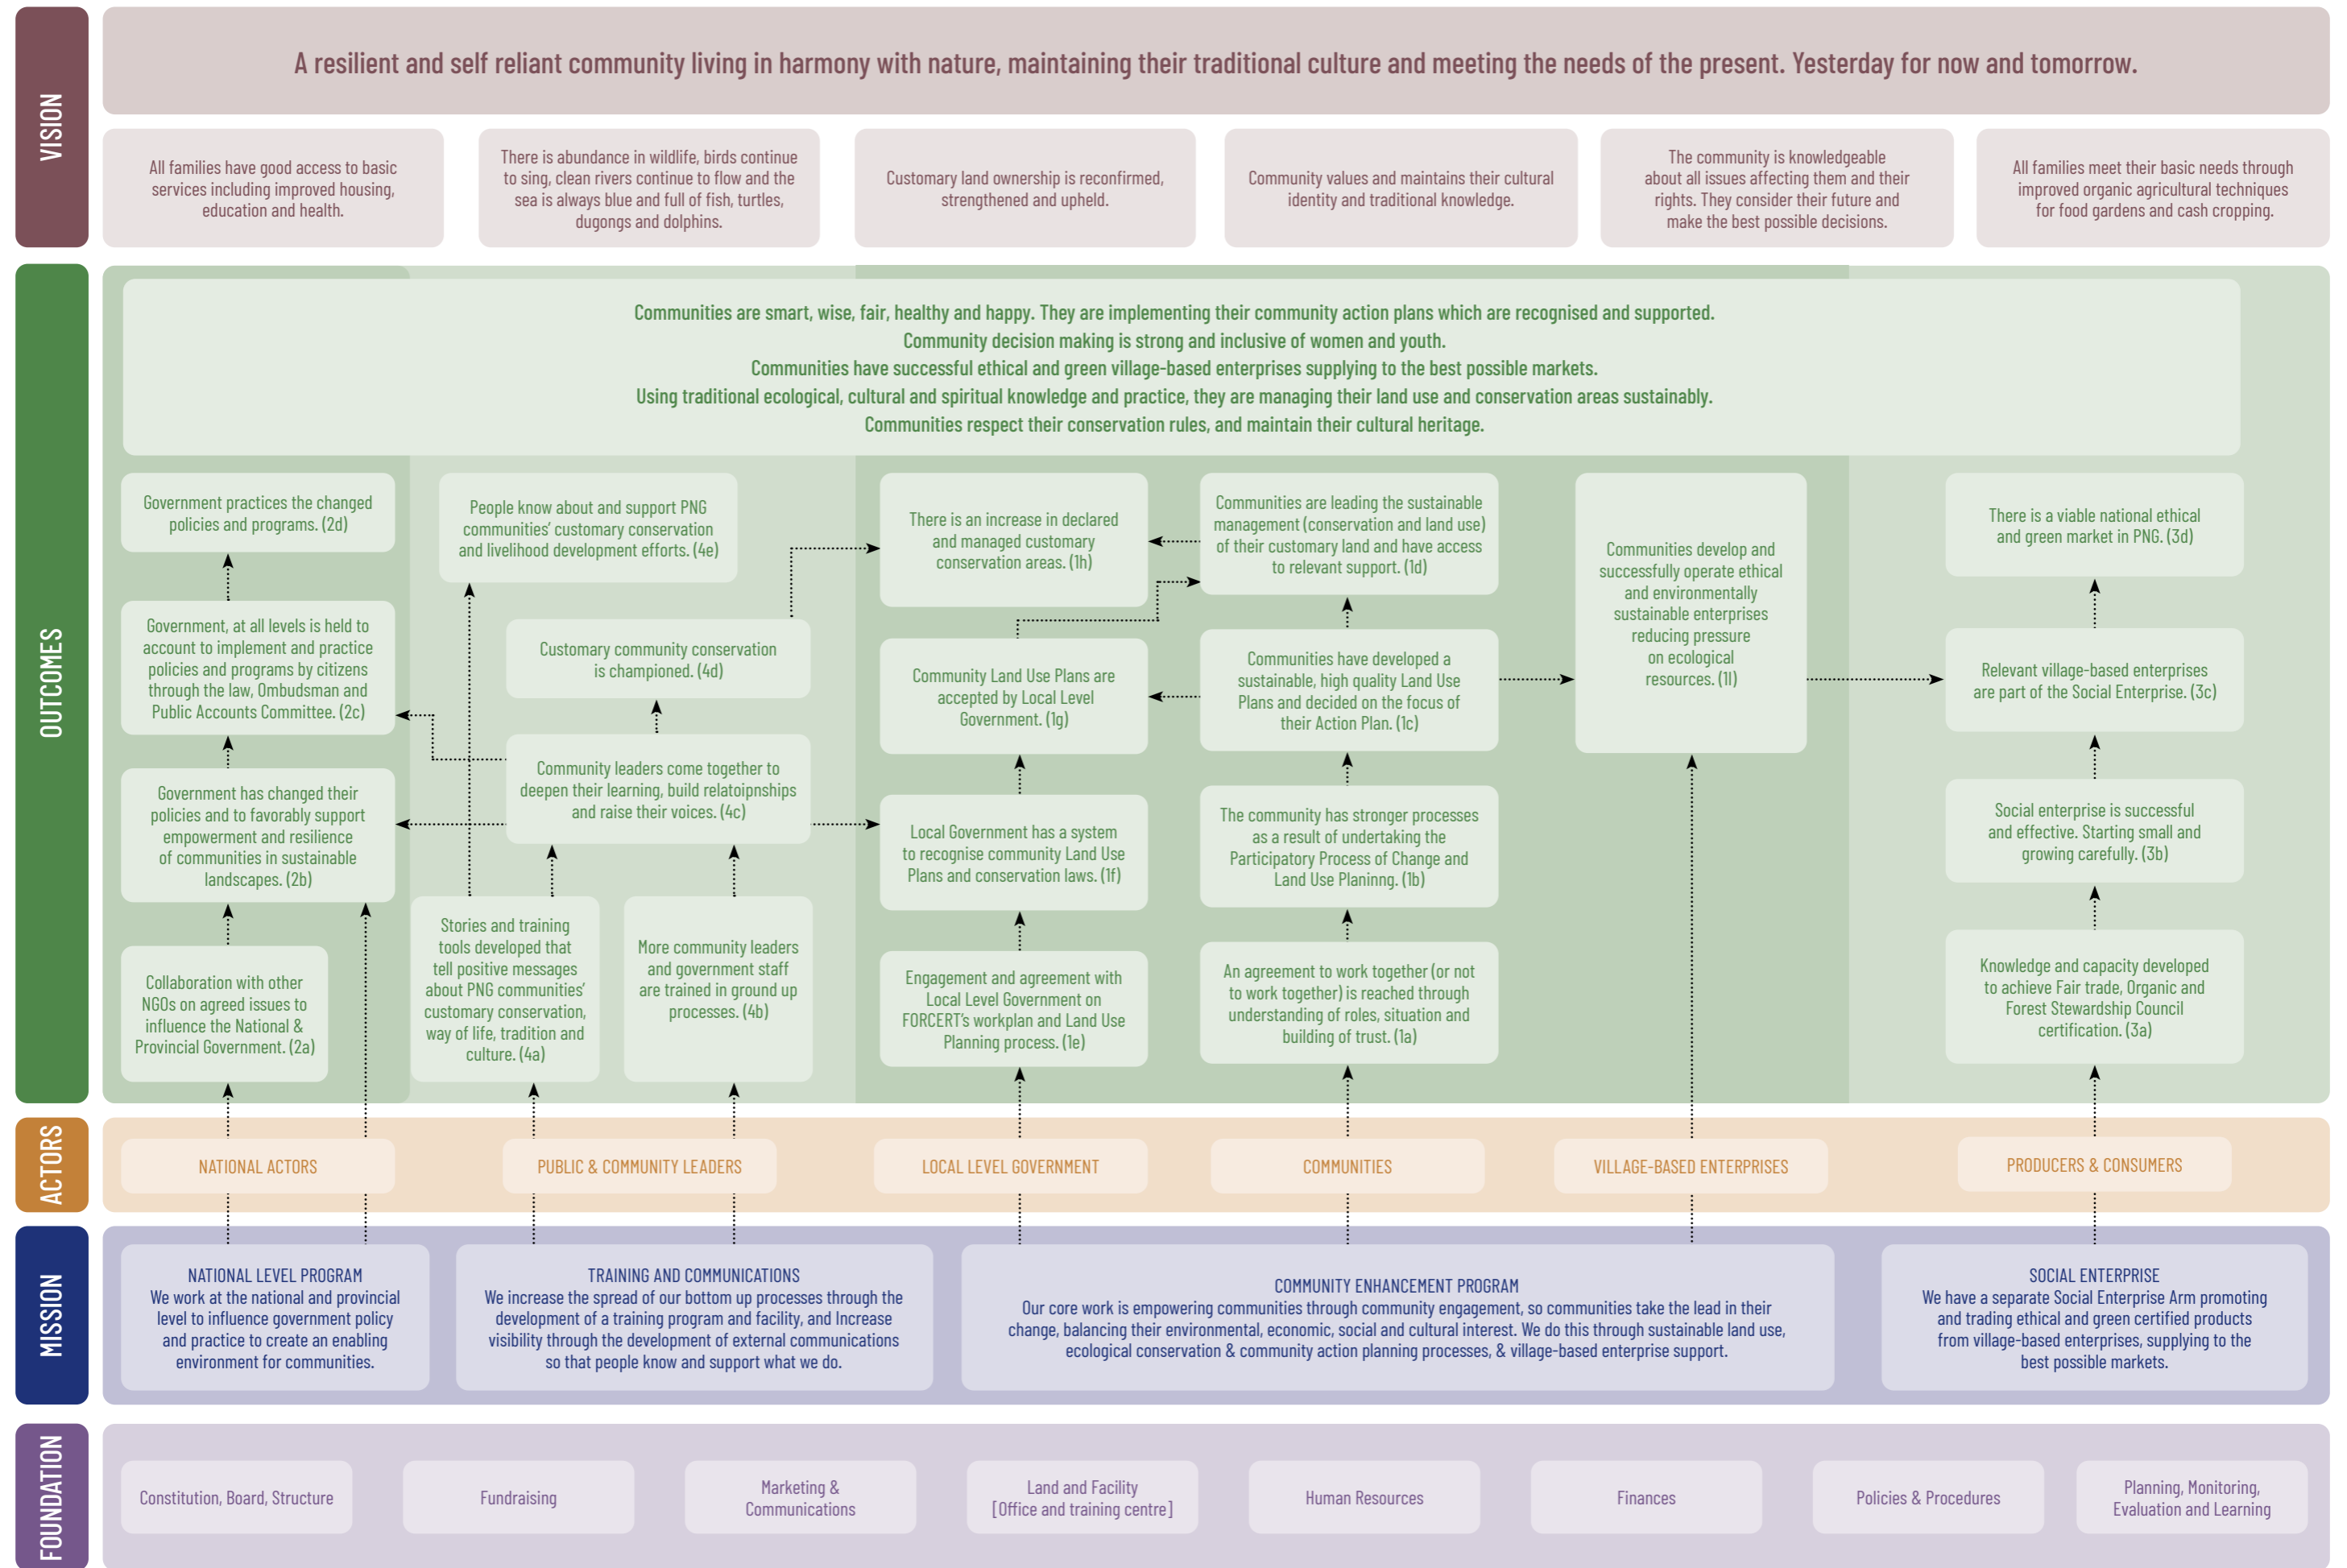 VISION
A resilient and self reliant community living in harmony with nature, maintaining their traditional culture and meeting the needs of the present. Yesterday for now and tomorrow.
All families have good access to basic
services including improved housing,
education and health.
There is abundance in wildlife, birds continue
to sing, clean rivers continue to flow and the
sea is always blue and full of fish, turtles,
dugongs and dolphins.
Customary land ownership is reconfirmed,
strengthened and upheld.
Community values and maintains their cultural
identity and traditional knowledge.
The community is knowledgeable
about all issues affecting them and their
rights. They consider their future and
make the best possible decisions.
All families meet their basic needs through
improved organic agricultural techniques
for food gardens and cash cropping.
OUTCOMES
Communities are smart, wise, fair, healthy and happy. They are implementing their community action plans which are recognised and supported.
Community decision making is strong and inclusive of women and youth.
Communities have successful ethical and green village-based enterprises supplying to the best possible markets.
Using traditional ecological, cultural and spiritual knowledge and practice, they are managing their land use and conservation areas sustainably.
Communities respect their conservation rules, and maintain their cultural heritage.
Government practices the changed
policies and programs. (2d)
Government, at all levels is held to
account to implement and practice
policies and programs by citizens
through the law, Ombudsman and
Public Accounts Committee. (2c)
Government has changed their
policies and to favorably support
empowerment and resilience
of communities in sustainable
landscapes. (2b)
Collaboration with other
NGOs on agreed issues to
influence the National &
Provincial Government. (2a)
People know about and support PNG
communities' customary conservation
and livelihood development efforts. (4e)
Customary community conservation
is championed. (4d)
Community leaders come together to
deepen their learning, build relatoipnships
and raise their voices. (4c)
Stories and training
tools developed that
tell positive messages
about PNG communities'
customary conservation,
way of life, tradition and
culture. (4a)
More community leaders
and government staff
are trained in ground up
processes. (4b)
There is an increase in declared
and managed customary
conservation areas. (1h)
Community Land Use Plans are
accepted by Local Level
Government. (1g)
Local Government has a system
to recognise community Land Use
Plans and conservation laws. (1f)
Engagement and agreement with
Local Level Government on
FORCERT's workplan and Land Use
Planning process. (1e)
Communities are leading the sustainable
management (conservation and land use)
of their customary land and have access
to relevant support. (1d)
Communities have developed a
sustainable, high quality Land Use
Plans and decided on the focus of
their Action Plan. (1c)
The community has stronger processes
as a result of undertaking the
Participatory Process of Change and
Land Use Planinng. (1b)
An agreement to work together (or not
to work together) is reached through
understanding of roles, situation and
building of trust. (1a)
Communities develop and
successfully operate ethical
and environmentally
sustainable enterprises
reducing pressure
on ecological
resources. (1I)
There is a viable national ethical
and green market in PNG. (3d)
Relevant village-based enterprises
are part of the Social Enterprise. (3c)
Social enterprise is successful
and effective. Starting small and
growing carefully. (3b)
Knowledge and capacity developed
to achieve Fair trade, Organic and
Forest Stewardship Council
certification. (3a)
ACTORS
NATIONAL ACTORS
PUBLIC & COMMUNITY LEADERS
LOCAL LEVEL GOVERNMENT
COMMUNITIES
VILLAGE-BASED ENTERPRISES
PRODUCERS & CONSUMERS
MISSION
NATIONAL LEVEL PROGRAM
We work at the national and provincial
level to influence government policy
and practice to create an enabling
environment for communities.
TRAINING AND COMMUNICATIONS
We increase the spread of our bottom up processes through the
development of a training program and facility, and Increase
visibility through the development of external communications
so that people know and support what we do.
COMMUNITY ENHANCEMENT PROGRAM
Our core work is empowering communities through community engagement, so communities take the lead in their
change, balancing their environmental, economic, social and cultural interest. We do this through sustainable land use,
ecological conservation & community action planning processes, & village-based enterprise support.
SOCIAL ENTERPRISE
We have a separate Social Enterprise Arm promoting
and trading ethical and green certified products
from village-based enterprises, supplying to the
best possible markets.
FOUNDATION
Constitution, Board, Structure
Fundraising
Marketing &
Communications
Land and Facility
[Office and training centre]
Human Resources
Finances
Policies & Procedures
Planning, Monitoring,
Evaluation and Learning